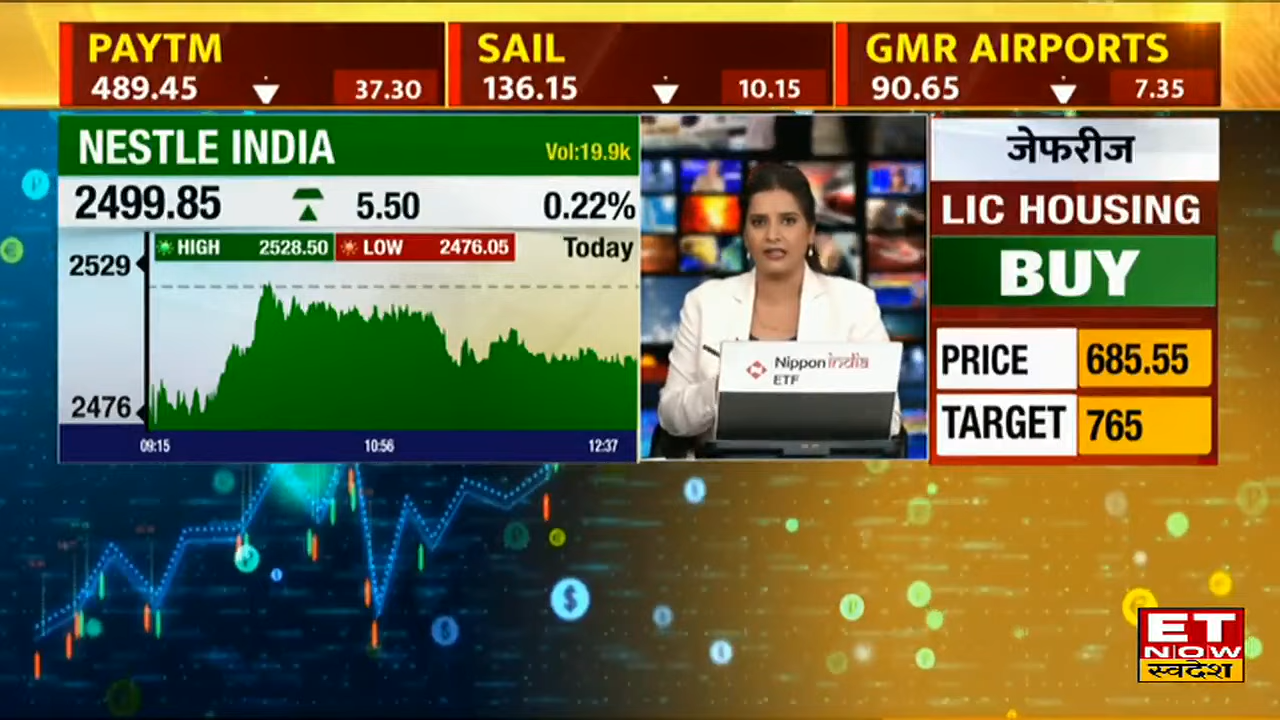 PAYTM
489.45 37.30
SAIL
136.15 10.15
GMR AIRPORTS
90.65 7.35
NESTLE INDIA Vol:19.9k
2499.85 5.50 0.22%
HIGH 2528.50 LOW 2476.05 Today
2529
2476
09:15 10:56 12:37
Nippon india
ETF
जेफरीज
LIC HOUSING
BUY
PRICE 685.55
TARGET 765
ET
NOW
स्वदेश